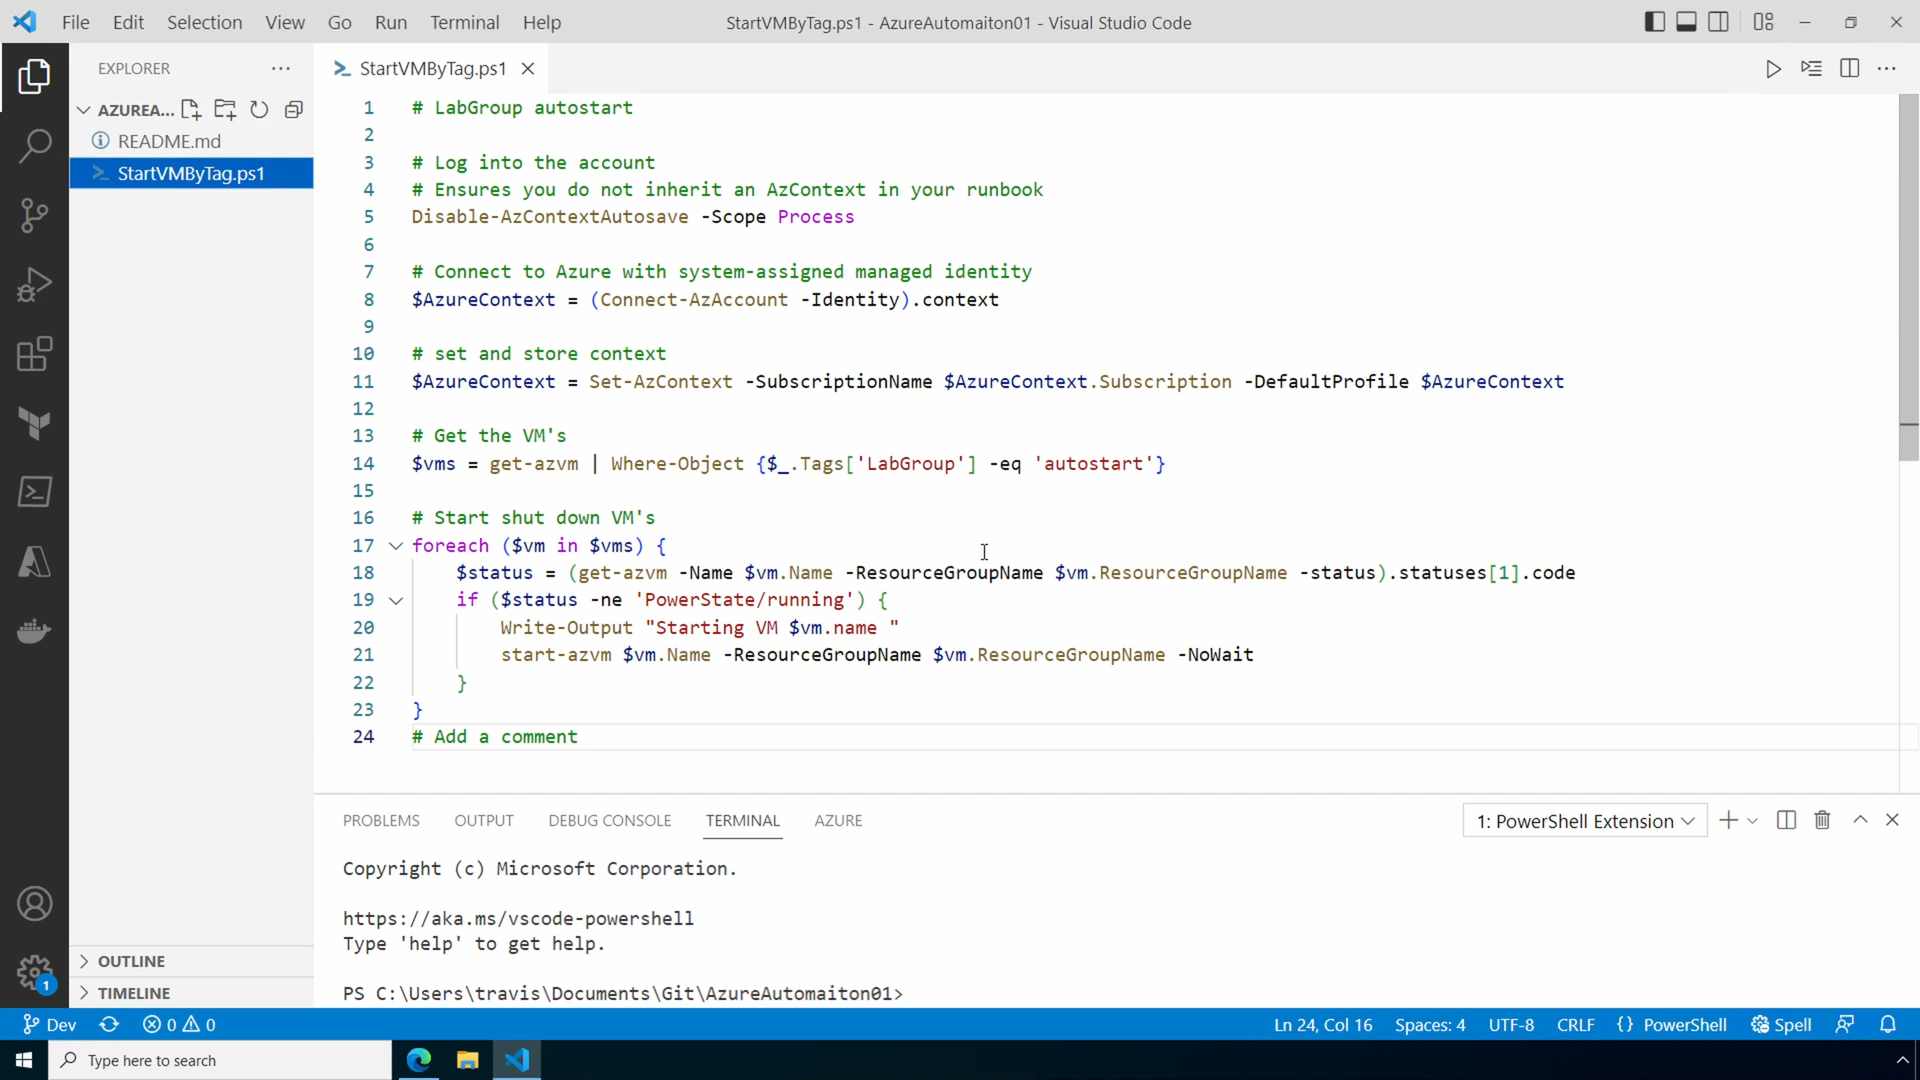 File Edit Selection View Go Run Terminal Help
StartVMByTag.ps1 - AzureAutomaiton01 - Visual Studio Code
EXPLORER
AZUREA...
README.md
StartVMByTag.ps1
OUTLINE
TIMELINE
StartVMByTag.ps1
1 # LabGroup autostart
2
3 # Log into the account
4 # Ensures you do not inherit an AzContext in your runbook
5 Disable-AzContextAutosave -Scope Process
6
7 # Connect to Azure with system-assigned managed identity
8 $AzureContext = (Connect-AzAccount -Identity).context
9
10 # set and store context
11 $AzureContext = Set-AzContext -SubscriptionName $AzureContext.Subscription -DefaultProfile $AzureContext
12
13 # Get the VM's
14 $vms = get-azvm | Where-Object {$_.Tags['LabGroup'] -eq 'autostart'}
15
16 # Start shut down VM's
17 foreach ($vm in $vms) {
18 $status = (get-azvm -Name $vm.Name -ResourceGroupName $vm.ResourceGroupName -status).statuses[1].code
19 if ($status -ne 'PowerState/running') {
20 Write-Output "Starting VM $vm.name "
21 start-azvm $vm.Name -ResourceGroupName $vm.ResourceGroupName -NoWait
22 }
23 }
24 # Add a comment
PROBLEMS OUTPUT DEBUG CONSOLE TERMINAL AZURE
1: PowerShell Extension
Copyright (c) Microsoft Corporation.
https://aka.ms/vscode-powershell
Type 'help' to get help.
PS C:\Users\travis\Documents\Git\AzureAutomaiton01>
1
Dev 0 0
Ln 24, Col 16 Spaces: 4 UTF-8 CRLF {} PowerShell Spell
Type here to search